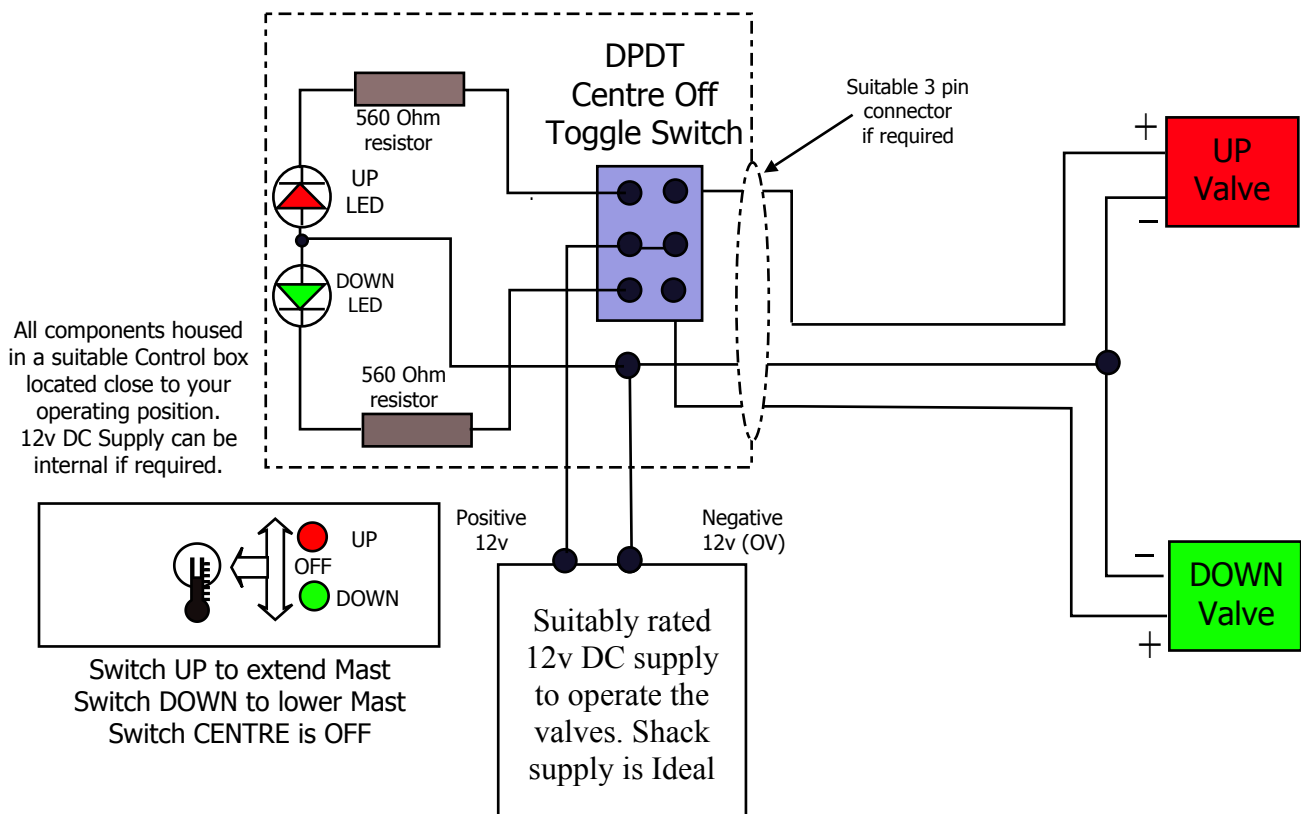 DPDT
Centre Off
Toggle Switch
560 Ohm
resistor
UP
LED
DOWN
LED
560 Ohm
resistor
Suitable 3 pin
connector
if required
+
UP
Valve
−
All components housed
in a suitable Control box
located close to your
operating position.
12v DC Supply can be
internal if required.
UP
OFF
DOWN
Switch UP to extend Mast
Switch DOWN to lower Mast
Switch CENTRE is OFF
Positive
12v
Negative
12v (OV)
Suitably rated
12v DC supply
to operate the
valves. Shack
supply is Ideal
−
DOWN
Valve
+